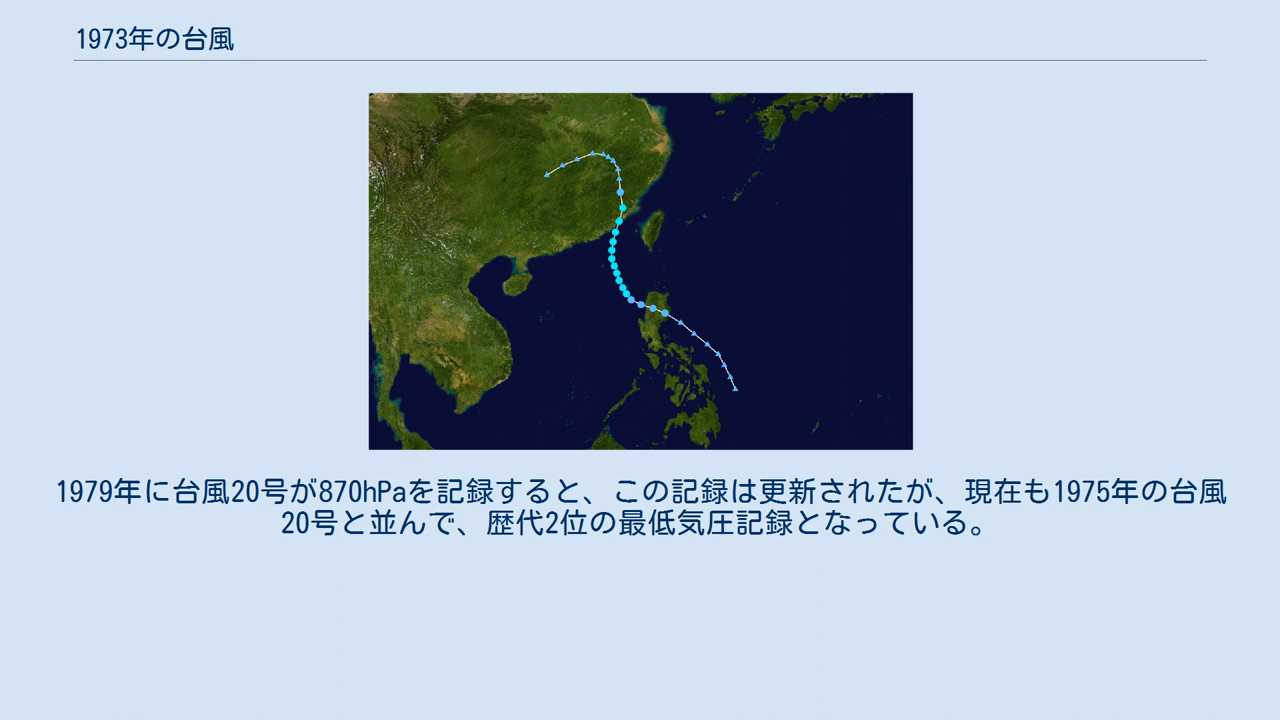 1973年の台風
1979年に台風20号が870hPaを記録すると、この記録は更新されたが、現在も1975年の台風
20号と並んで、歴代2位の最低気圧記録となっている。